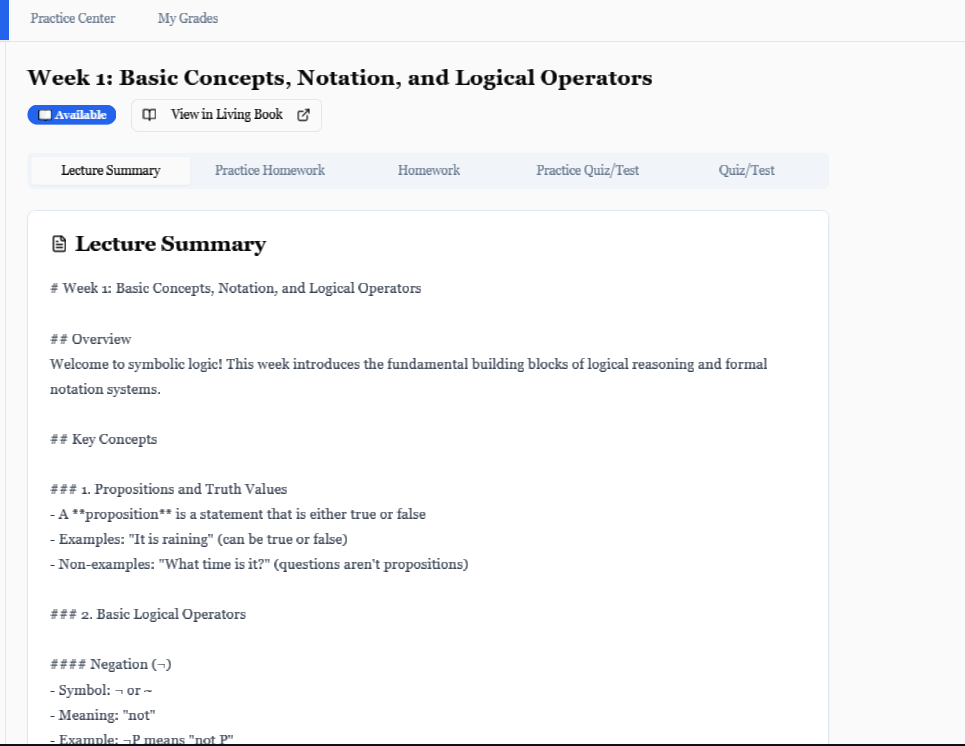 Practice Center
My Grades
Week 1: Basic Concepts, Notation, and Logical Operators
Available
View in Living Book
Lecture Summary
Practice Homework
Homework
Practice Quiz/Test
Quiz/Test
Lecture Summary
# Week 1: Basic Concepts, Notation, and Logical Operators
## Overview
Welcome to symbolic logic! This week introduces the fundamental building blocks of logical reasoning and formal
notation systems.
## Key Concepts
### 1. Propositions and Truth Values
- A **proposition** is a statement that is either true or false
- Examples: "It is raining" (can be true or false)
- Non-examples: "What time is it?" (questions aren't propositions)
### 2. Basic Logical Operators
#### Negation (¬)
- Symbol: ¬ or ~
- Meaning: "not"
- Example: ¬P means "not P"